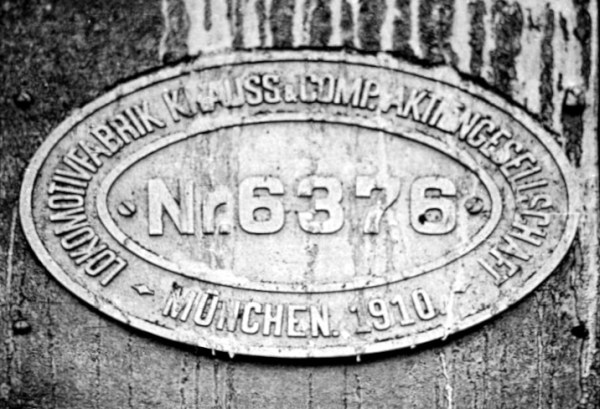 LOKOMOTIVFABRIK KRAUSS & COMP. AKTIENGESELLSCHAFT
Nr. 6376
MÜNCHEN. 1910.